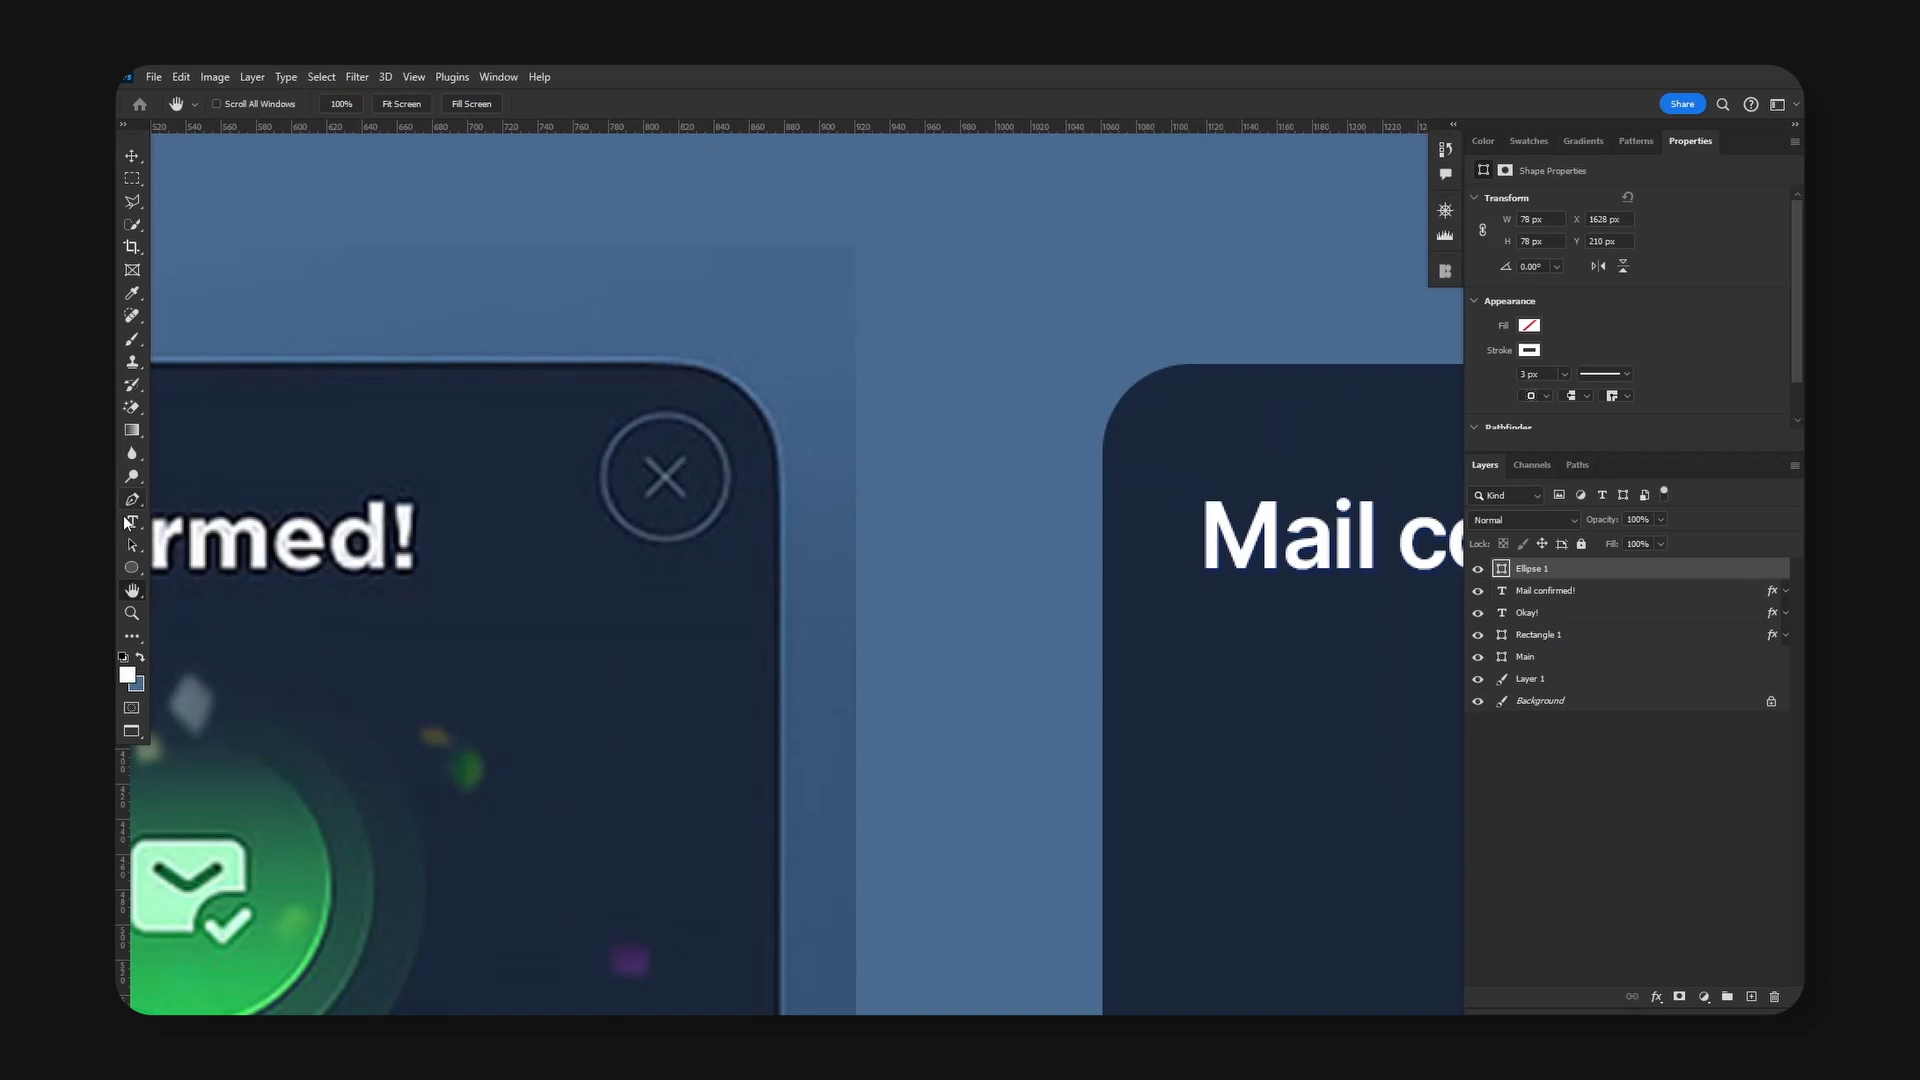 File Edit Image Layer Type Select Filter 3D View Plugins Window Help
Scroll All Windows 100% Fit Screen Fill Screen Share
520 540 560 580 600 620 640 660 680 700 720 740 760 780 800 820 840 860 880 900 920 940 960 980 1000 1020 1040 1060 1080 1100 1120 1140 1160 1180 1200 1220
Color Swatches Gradients Patterns Properties
Shape Properties
Transform
W 78 px X 1628 px
H 78 px Y 210 px
0.00°
Appearance
Fill
Stroke
3 px
Pathfinder
rmed!
Mail co
Layers Channels Paths
Kind
Normal Opacity: 100%
Lock: Fill: 100%
Ellipse 1
Mail confirmed! fx
Okay! fx
Rectangle 1 fx
Main
Layer 1
Background
fx